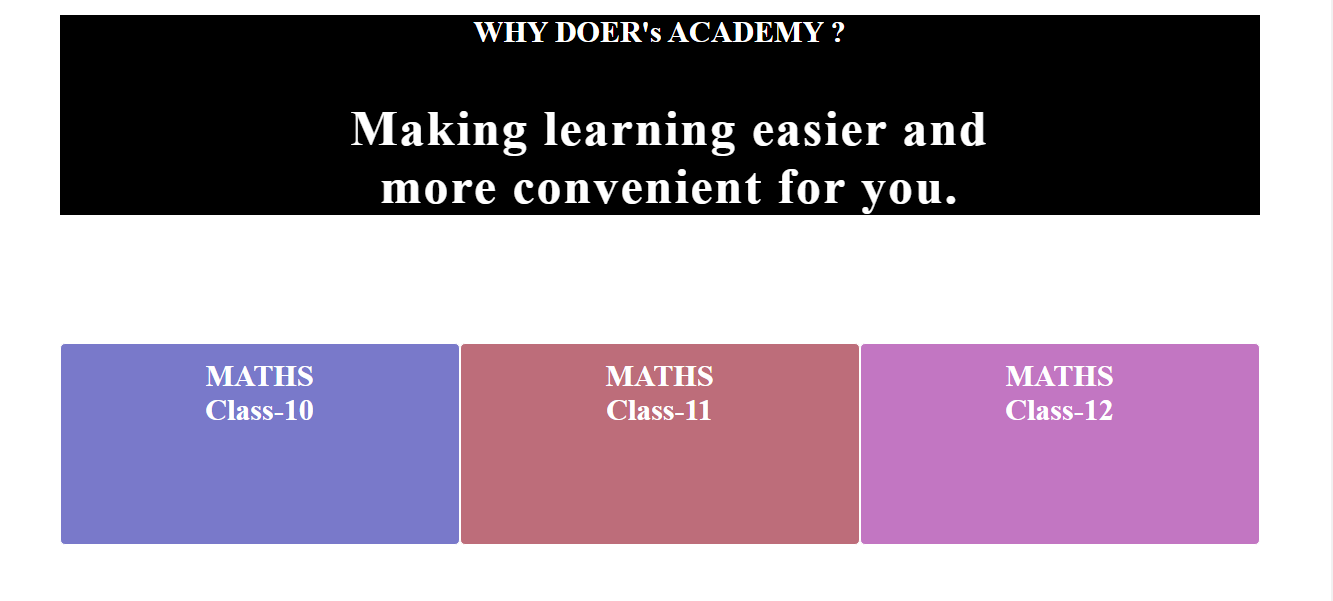 WHY DOER's ACADEMY ?
Making learning easier and
more convenient for you.
MATHS
Class-10
MATHS
Class-11
MATHS
Class-12